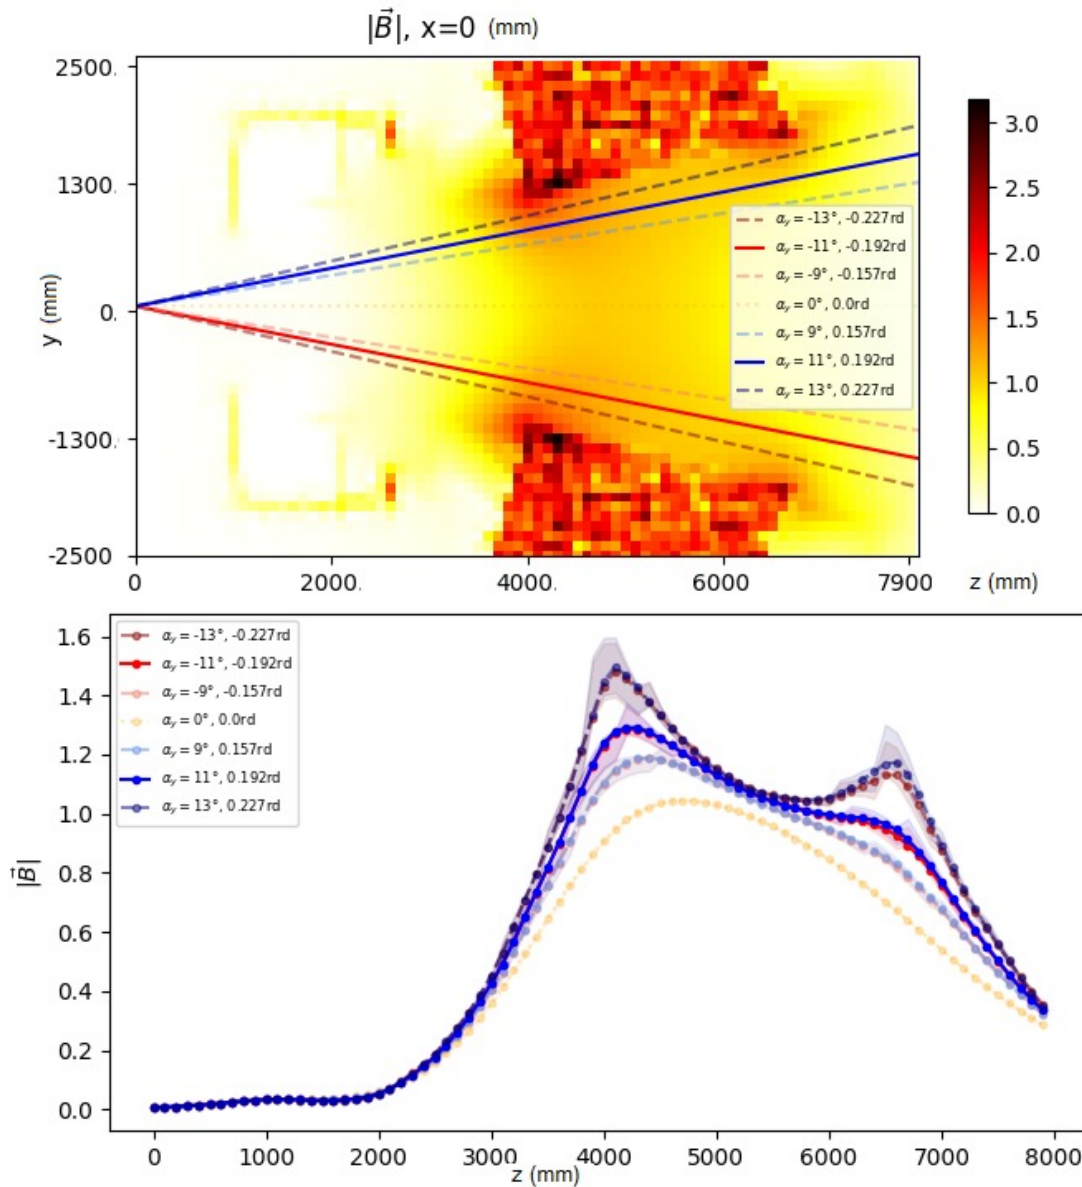 |B⃗|, x=0 (mm)
2500.
1300.
0.
-1300.
-2500
y (mm)
0
2000.
4000
6000
7900
z (mm)
3.0
2.5
2.0
1.5
1.0
0.5
0.0
αy = -13°, -0.227rd
αy = -11°, -0.192rd
αy = -9°, -0.157rd
αy = 0°, 0.0rd
αy = 9°, 0.157rd
αy = 11°, 0.192rd
αy = 13°, 0.227rd
1.6
1.4
1.2
1.0
0.8
0.6
0.4
0.2
0.0
|B⃗|
αy = -13°, -0.227rd
αy = -11°, -0.192rd
αy = -9°, -0.157rd
αy = 0°, 0.0rd
αy = 9°, 0.157rd
αy = 11°, 0.192rd
αy = 13°, 0.227rd
0
1000
2000
3000
4000
5000
6000
7000
8000
z (mm)